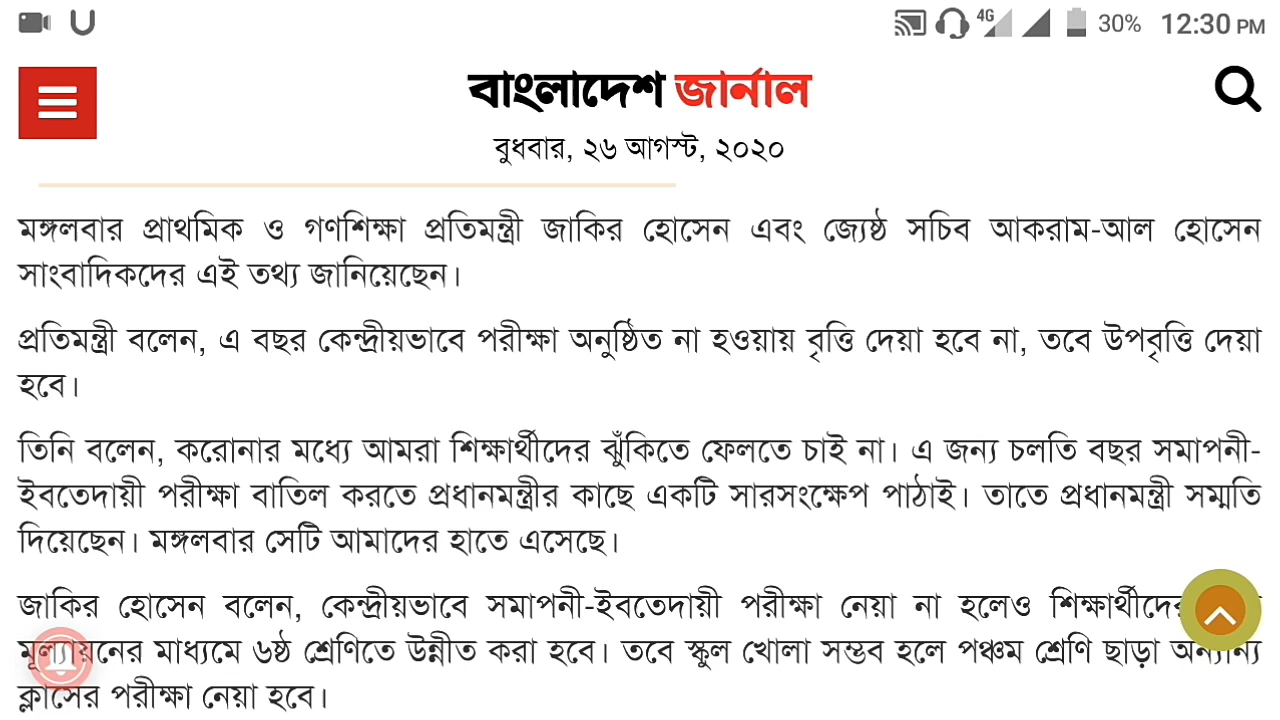 4G 30% 12:30 PM
বাংলাদেশ জার্নাল
বুধবার, ২৬ আগস্ট, ২০২০
মঙ্গলবার প্রাথমিক ও গণশিক্ষা প্রতিমন্ত্রী জাকির হোসেন এবং জ্যেষ্ঠ সচিব আকরাম-আল হোসেন
সাংবাদিকদের এই তথ্য জানিয়েছেন।
প্রতিমন্ত্রী বলেন, এ বছর কেন্দ্রীয়ভাবে পরীক্ষা অনুষ্ঠিত না হওয়ায় বৃত্তি দেয়া হবে না, তবে উপবৃত্তি দেয়া
হবে।
তিনি বলেন, করোনার মধ্যে আমরা শিক্ষার্থীদের ঝুঁকিতে ফেলতে চাই না। এ জন্য চলতি বছর সমাপনী-
ইবতেদায়ী পরীক্ষা বাতিল করতে প্রধানমন্ত্রীর কাছে একটি সারসংক্ষেপ পাঠাই। তাতে প্রধানমন্ত্রী সম্মতি
দিয়েছেন। মঙ্গলবার সেটি আমাদের হাতে এসেছে।
জাকির হোসেন বলেন, কেন্দ্রীয়ভাবে সমাপনী-ইবতেদায়ী পরীক্ষা নেয়া না হলেও শিক্ষার্থীদের
মূল্যায়নের মাধ্যমে ৬ষ্ঠ শ্রেণিতে উন্নীত করা হবে। তবে স্কুল খোলা সম্ভব হলে পঞ্চম শ্রেণি ছাড়া অন্যান্য
ক্লাসের পরীক্ষা নেয়া হবে।